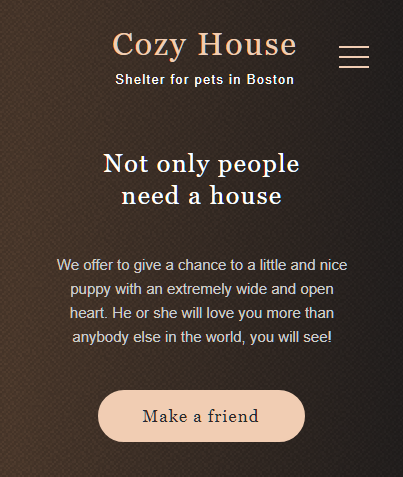 Cozy House
Shelter for pets in Boston
Not only people
need a house
We offer to give a chance to a little and nice
puppy with an extremely wide and open
heart. He or she will love you more than
anybody else in the world, you will see!
Make a friend